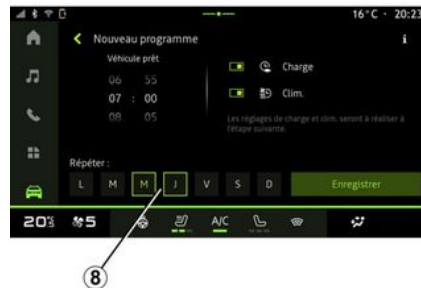 16°C · 20:23
Nouveau programme
i
Véhicule prêt
06 55
07 : 00
08 05
Charge
Clim.
Les réglages de charge et clim. seront à réaliser à
l'étape suivante.
Répéter :
L M M J V S D
Enregistrer
20.5 5 A/C
8